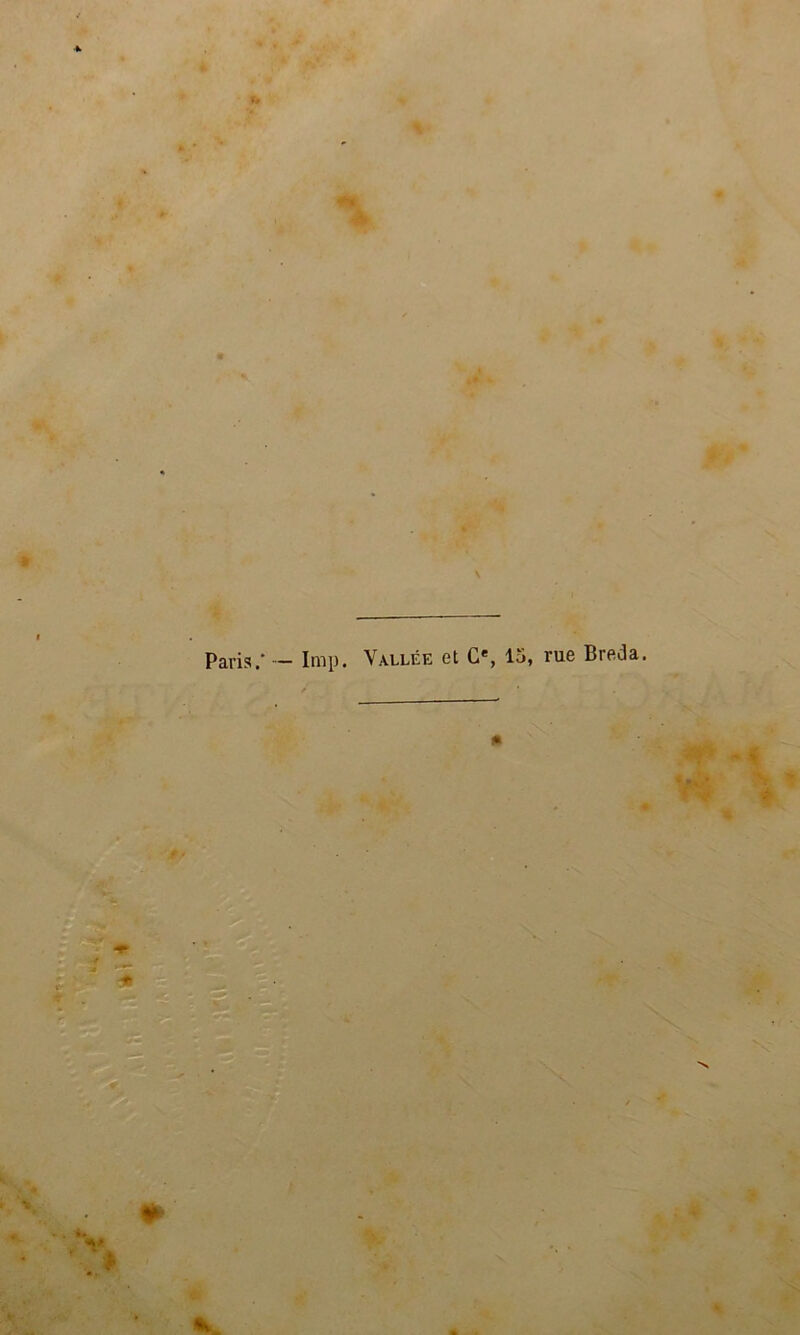 Paris. — Imp. VALLÉE et Cᵉ, 15, rue Breda.